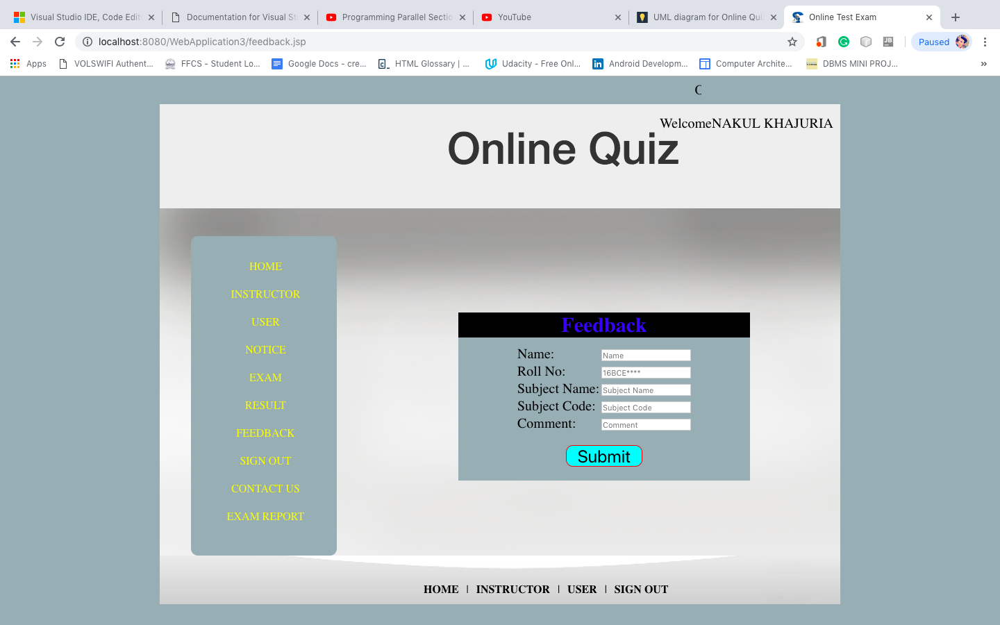 Visual Studio IDE, Code Edit
Documentation for Visual St
Programming Parallel Sectio
YouTube
UML diagram for Online Qui
Online Test Exam
localhost:8080/WebApplication3/feedback.jsp
Paused
Apps
VOLSWIFI Authent...
FFCS - Student Lo...
Google Docs - cre...
HTML Glossary | ...
Udacity - Free Onl...
Android Developm...
Computer Archite...
DBMS MINI PROJ...
»
WelcomeNAKUL KHAJURIA
Online Quiz
HOME
INSTRUCTOR
USER
NOTICE
EXAM
RESULT
FEEDBACK
SIGN OUT
CONTACT US
EXAM REPORT
Feedback
Name: Name
Roll No: 16BCE****
Subject Name: Subject Name
Subject Code: Subject Code
Comment: Comment
Submit
HOME | INSTRUCTOR | USER | SIGN OUT